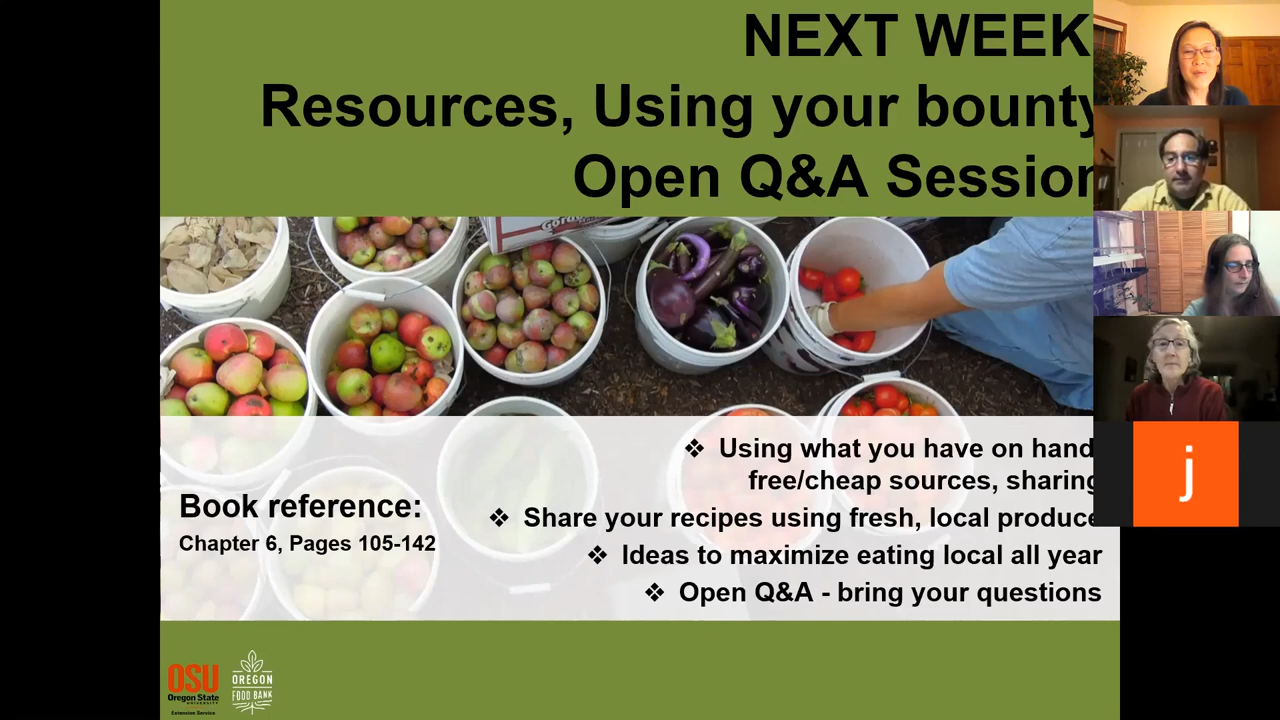 NEXT WEEK
Resources, Using your bounty
Open Q&A Session
❖ Using what you have on hand
free/cheap sources, sharing
❖ Share your recipes using fresh, local produce
❖ Ideas to maximize eating local all year
❖ Open Q&A - bring your questions
Book reference:
Chapter 6, Pages 105-142
j
OSU
Oregon State
UNIVERSITY
Extension Service
OREGON
FOOD BANK